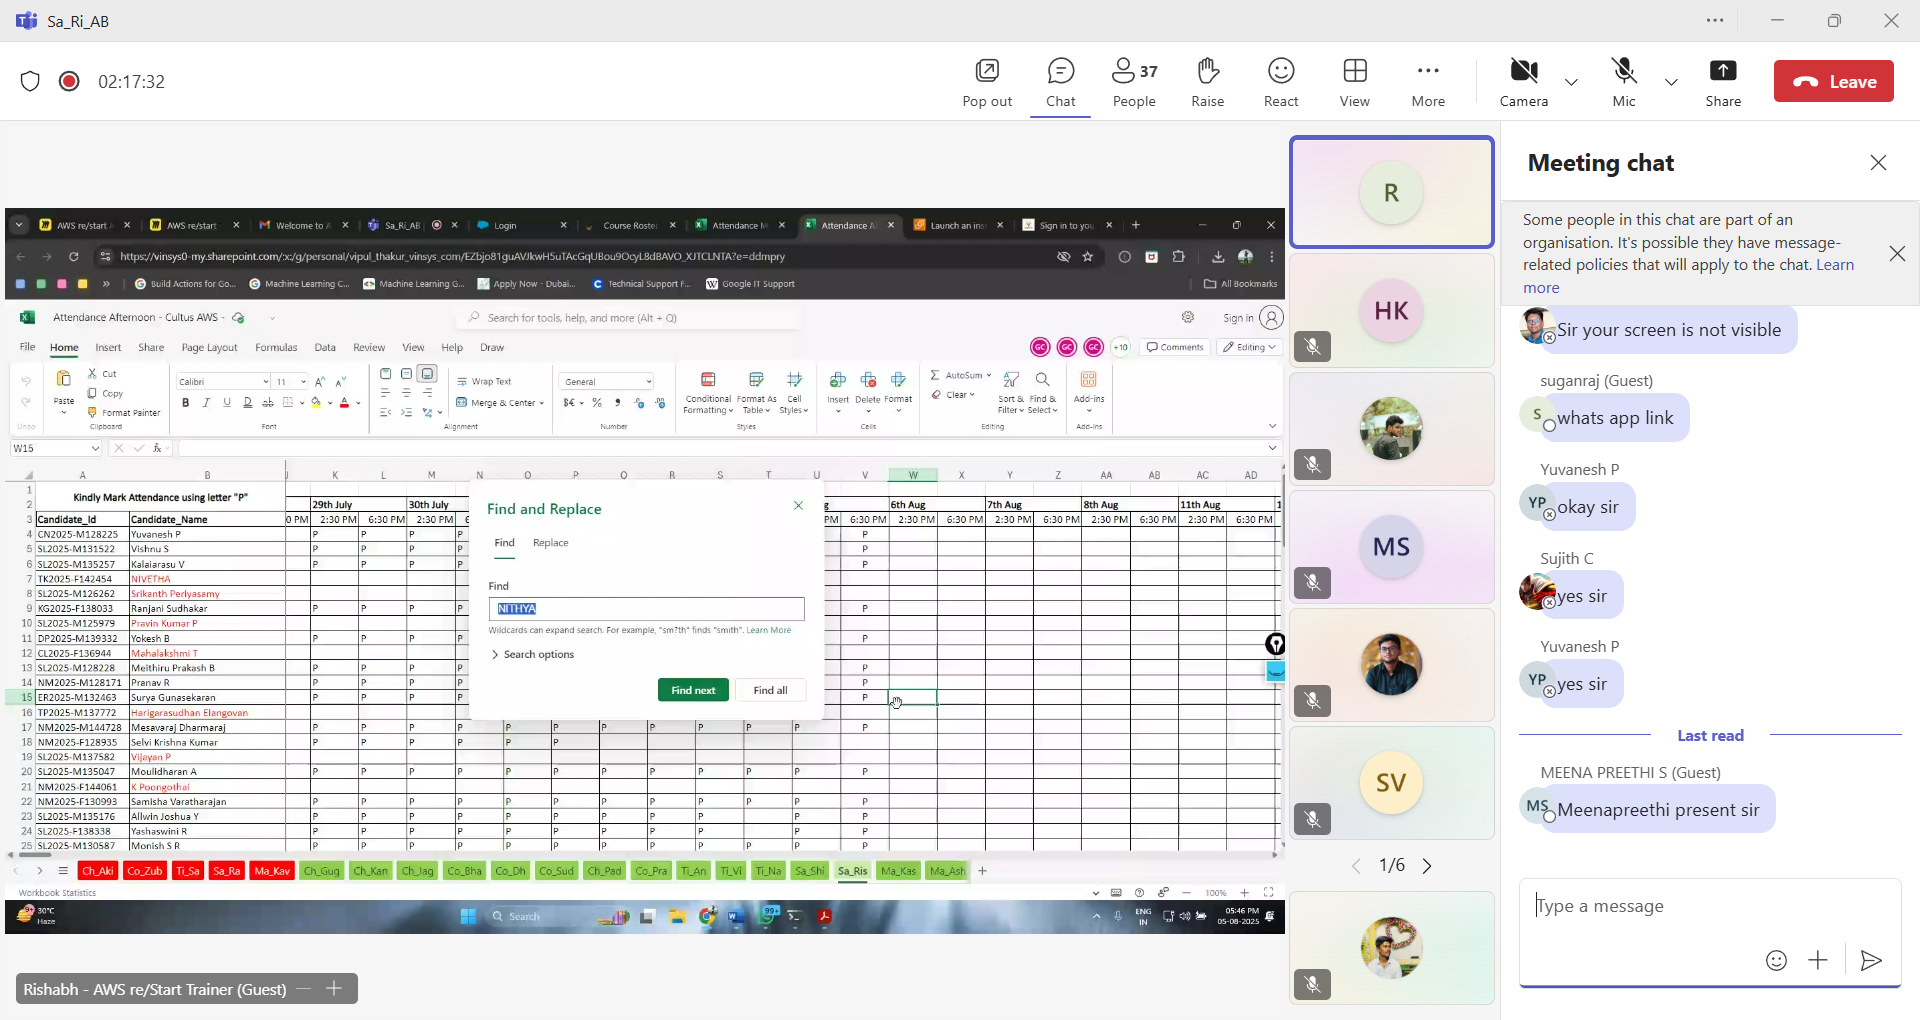 Sa_Ri_AB
02:17:32
Pop out
Chat
37
People
Raise
React
View
More
Camera
Mic
Share
Leave
AWS re/start
AWS re/start
Welcome to A
Sa_Ri_AB
Login
Course Roste
Attendance M
Attendance A
Launch an ins
Sign in to you
https://vinsys0-my.sharepoint.com/:x:/g/personal/vipul_thakur_vinsys_com/
Build Actions for Go...
Machine Learning C...
Machine Learning G...
Apply Now - Dubai...
Technical Support F...
Google IT Support
All Bookmarks
Attendance Afternoon - Cultus AWS -
Search for tools, help, and more (Alt + Q)
Sign in
File Home Insert Share Page Layout Formulas Data Review View Help Draw
GC GC GC +10
Comments
Editing
Paste
Cut
Copy
Format Painter
Calibri 11
B I U D ab
Wrap Text
Merge & Center
General
Conditional Formatting
Format As Table
Cell Styles
Insert Delete Format
AutoSum
Clear
Sort & Filter
Find & Select
Add-ins
Undo Clipboard Font Alignment Number Styles Cells Editing Add-ins
W15
fx
A B K L M N O P Q R S T U V W X Y Z AA AB AC AD
Kindly Mark Attendance using letter "P"
29th July 30th July 6th Aug 7th Aug 8th Aug 11th Aug
Candidate_Id Candidate_Name
2:30 PM 6:30 PM 2:30 PM 6:30 PM 2:30 PM 6:30 PM 2:30 PM 6:30 PM 2:30 PM 6:30 PM 2:30 PM 6:30 PM
4 CN2025-M128225 Yuvanesh P
5 SL2025-M131522 Vishnu S
6 SL2025-M135257 Kalaiarasu V
7 TK2025-F142454 NIVETHA
8 SL2025-M126262 Srikanth Periyasamy
9 KG2025-F138033 Ranjani Sudhakar
10 SL2025-M125979 Pravin Kumar P
11 DP2025-M139332 Yokesh B
12 CL2025-F136944 Mahalakshmi T
13 SL2025-M128228 Meithiru Prakash B
14 NM2025-M128171 Pranav R
15 ER2025-M132463 Surya Gunasekaran
16 TP2025-M137772 Harigarasudhan Elangovan
17 NM2025-M144728 Mesavaraj Dharmaraj
18 NM2025-F128935 Selvi Krishna Kumar
19 SL2025-M137582 Vijayan P
20 SL2025-M135047 Moulidharan A
21 NM2025-F144061 K Poongothai
22 NM2025-F130993 Samisha Varatharajan
23 SL2025-M135176 Allwin Joshua Y
24 SL2025-F138338 Yashaswini R
25 SL2025-M130587 Monish S R
Find and Replace
Find Replace
Find
NITHYA
Wildcards can expand search. For example, "sm?th" finds "smith". Learn More
Search options
Find next
Find all
Ch_Aki Co_Zub Ti_Sa Sa_Ra Ma_Kav Ch_Gug Ch_Kan Ch_Jag Co_Bha Co_Dh Co_Sud Ch_Pad Co_Pra Ti_An Ti_Vi Ti_Na Sa_Shi Sa_Ris Ma_Kas Ma_Ash
Workbook Statistics
100%
30°C
Haze
Search
99+
ENG
IN
05:46 PM
05-08-2025
Rishabh - AWS re/Start Trainer (Guest)
R
HK
MS
SV
1/6
Meeting chat
Some people in this chat are part of an
organisation. It's possible they have message-
related policies that will apply to the chat. Learn
more
Sir your screen is not visible
suganraj (Guest)
S
whats app link
Yuvanesh P
YP
okay sir
Sujith C
yes sir
Yuvanesh P
YP
yes sir
Last read
MEENA PREETHI S (Guest)
MS
Meenapreethi present sir
Type a message